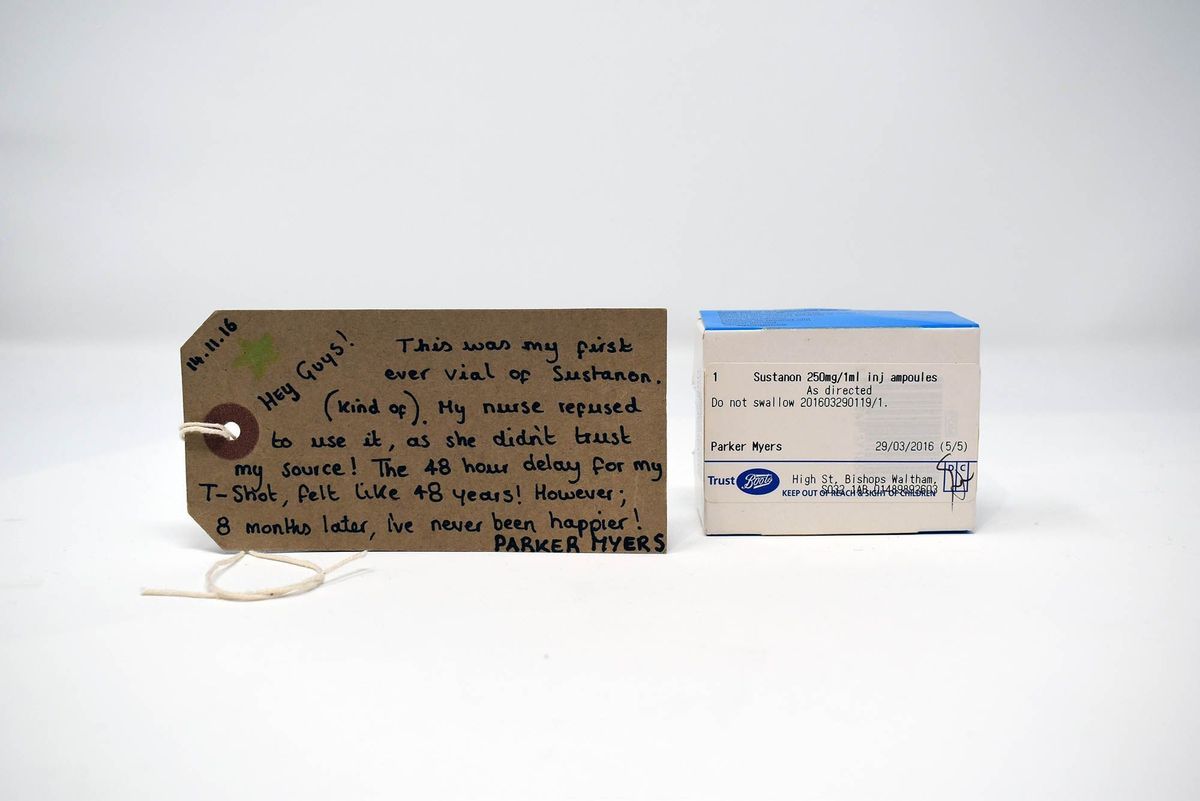 14.11.16
Hey Guys!
This was my first
ever vial of Sustanon.
(kind of). My nurse refused
to use it, as she didn't trust
my source! The 48 hour delay for my
T-Shot, felt like 48 years! However;
8 months later, i've never been happier!
PARKER MYERS
1 Sustanon 250mg/1ml inj ampoules
As directed
Do not swallow 201603290119/1.
Parker Myers 29/03/2016 (5/5)
Trust Boots High St, Bishops Waltham,
SO32 1AB 01489892603
KEEP OUT OF REACH & SIGHT OF CHILDREN
D C